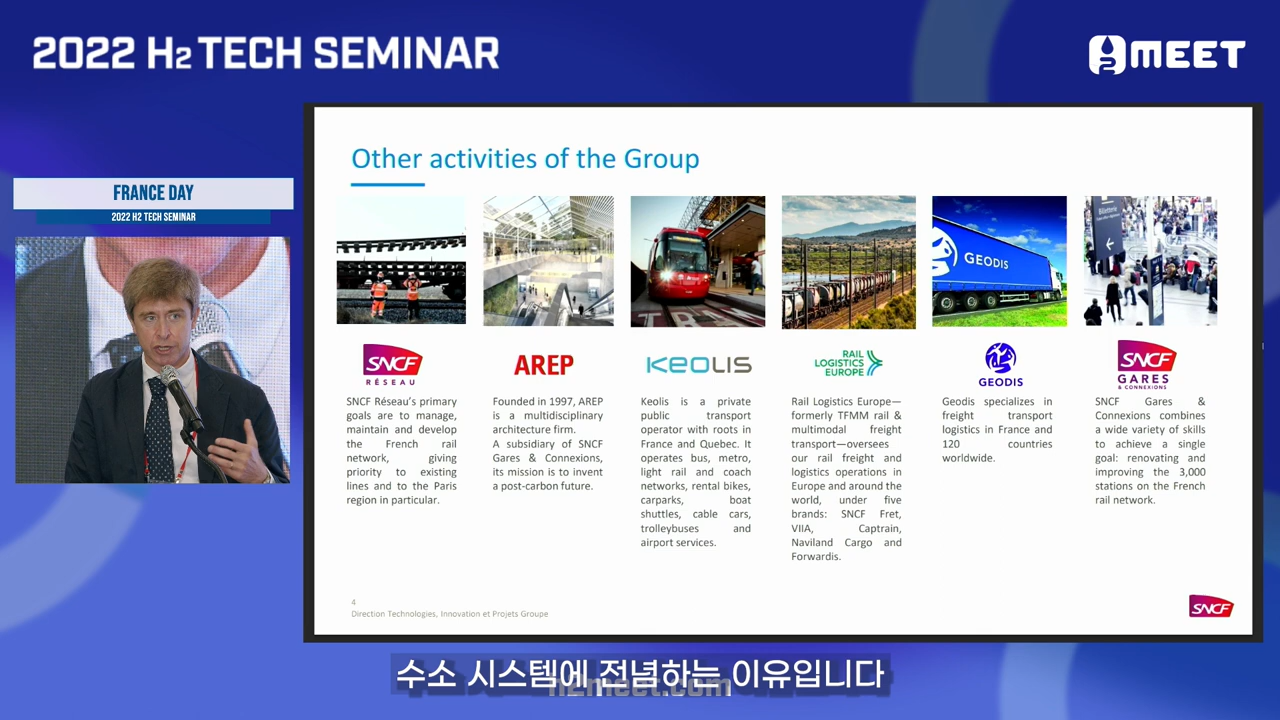 2022 H2 TECH SEMINAR
H2 MEET
FRANCE DAY
2022 H2 TECH SEMINAR
Other activities of the Group
GEODIS
Billetterie
SNCF
RÉSEAU
SNCF Réseau's primary
goals are to manage,
maintain and develop
the French rail
network, giving
priority to existing
lines and to the Paris
region in particular.
AREP
Founded in 1997, AREP
is a multidisciplinary
architecture firm.
A subsidiary of SNCF
Gares & Connexions,
its mission is to invent
a post-carbon future.
KEOLIS
Keolis is a private
public transport
operator with roots in
France and Quebec. It
operates bus, metro,
light rail and coach
networks, rental bikes,
carparks, boat
shuttles, cable cars,
trolleybuses and
airport services.
RAIL
LOGISTICS
EUROPE
Rail Logistics Europe—
formerly TFMM rail &
multimodal freight
transport—oversees
our rail freight and
logistics operations in
Europe and around the
world, under five
brands: SNCF Fret,
VIIA, Captrain,
Naviland Cargo and
Forwardis.
GEODIS
Geodis specializes in
freight transport
logistics in France and
120 countries
worldwide.
SNCF
GARES
& CONNEXIONS
SNCF Gares &
Connexions combines
a wide variety of skills
to achieve a single
goal: renovating and
improving the 3,000
stations on the French
rail network.
4
Direction Technologies, Innovation et Projets Groupe
SNCF
수소 시스템에 전념하는 이유입니다
h2meet.com